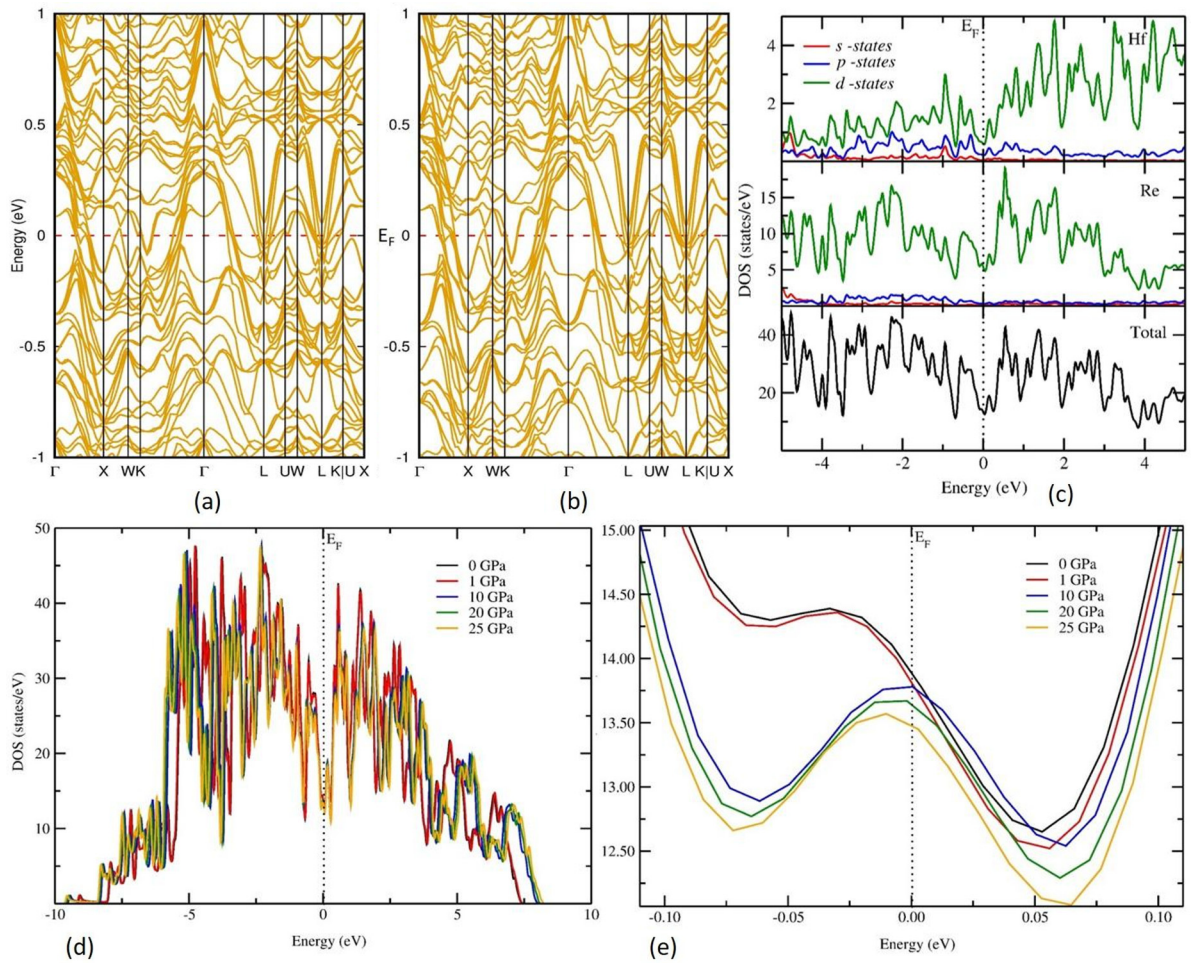 1
0.5
0
-0.5
-1
Energy (eV)
Γ X WK Γ L UW L K|U X
(a)
1
0.5
E_F 0
-0.5
-1
Γ X WK Γ L UW L K|U X
(b)
E_F
Hf
s -states
p -states
d -states
4
2
Re
15
10
5
DOS (states/eV)
Total
40
20
-4 -2 0 2 4
Energy (eV)
(c)
50
40
30
20
10
DOS (states/eV)
E_F
0 GPa
1 GPa
10 GPa
20 GPa
25 GPa
-10 -5 0 5 10
Energy (eV)
(d)
15.00
14.50
14.00
13.50
13.00
12.50
E_F
0 GPa
1 GPa
10 GPa
20 GPa
25 GPa
-0.10 -0.05 0.00 0.05 0.10
Energy (eV)
(e)